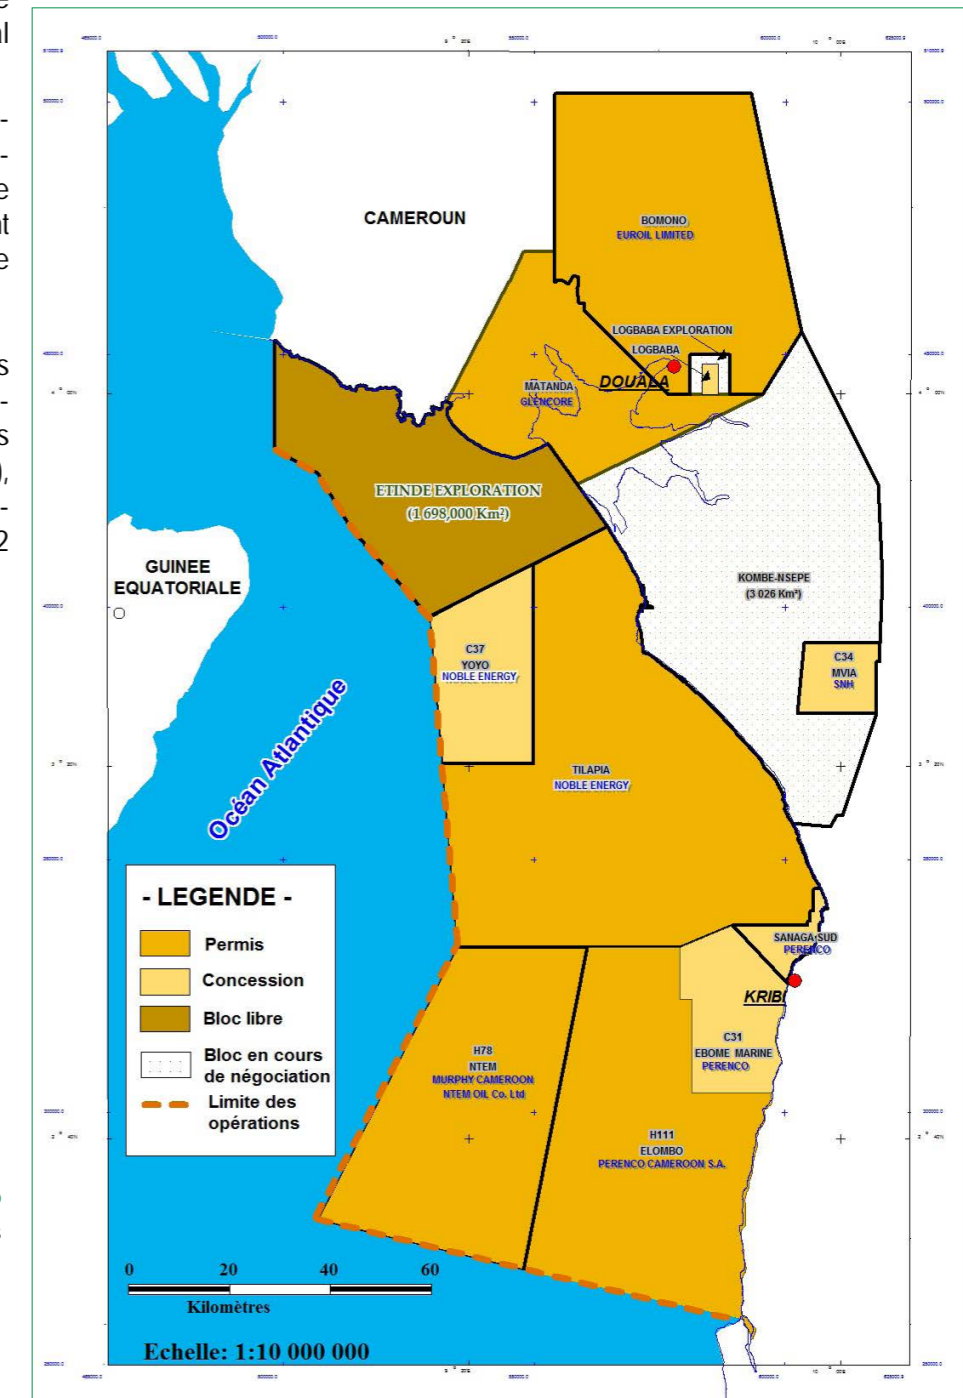 CAMEROUN
BOMONO
EUROIL LIMITED
LOGBABA EXPLORATION
LOGBABA
DOUALA
MATANDA
GLENCORE
ETINDE EXPLORATION
(1 698,000 Km²)
GUINEE
EQUATORIALE
KOMBE-NSEPE
(3 026 Km²)
C37
YOYO
NOBLE ENERGY
C34
MVIA
SNH
Océan Atlantique
TILAPIA
NOBLE ENERGY
- LEGENDE -
Permis
Concession
Bloc libre
Bloc en cours
de négociation
Limite des
opérations
SANAGA SUD
PERENCO
KRIBI
C31
EBOME MARINE
PERENCO
H78
NTEM
MURPHY CAMEROON
NTEM OIL Co. Ltd
H111
ELOMBO
PERENCO CAMEROON S.A.
0 20 40 60
Kilomètres
Echelle: 1:10 000 000